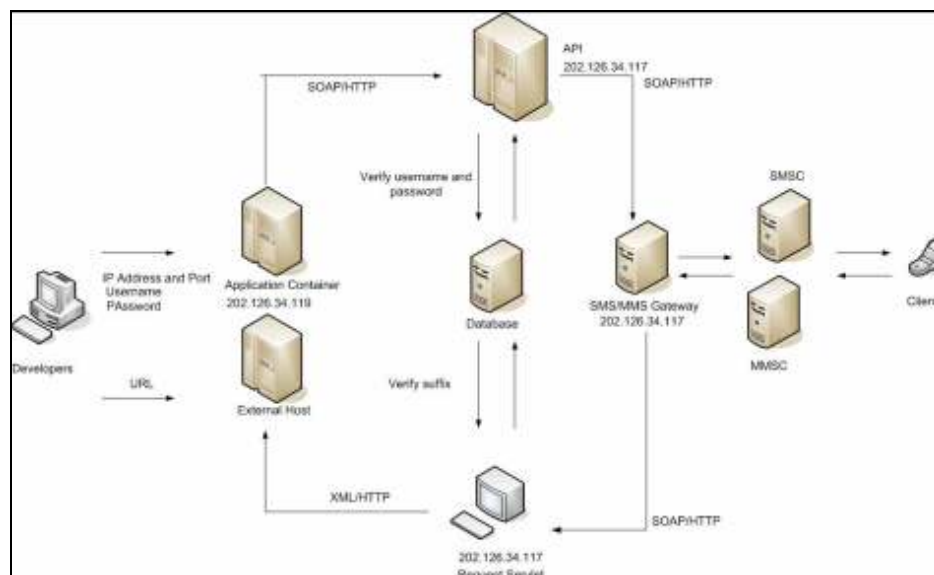 API
202.126.34.117
SOAP/HTTP
SOAP/HTTP
Verify username and
password
SMSC
IP Address and Port
Username
PAssword
Application Container
202.126.34.119
Database
SMS/MMS Gateway
202.126.34.117
Client
Developers
MMSC
URL
External Host
Verify suffix
XML/HTTP
SOAP/HTTP
202.126.34.117
Request Servlet